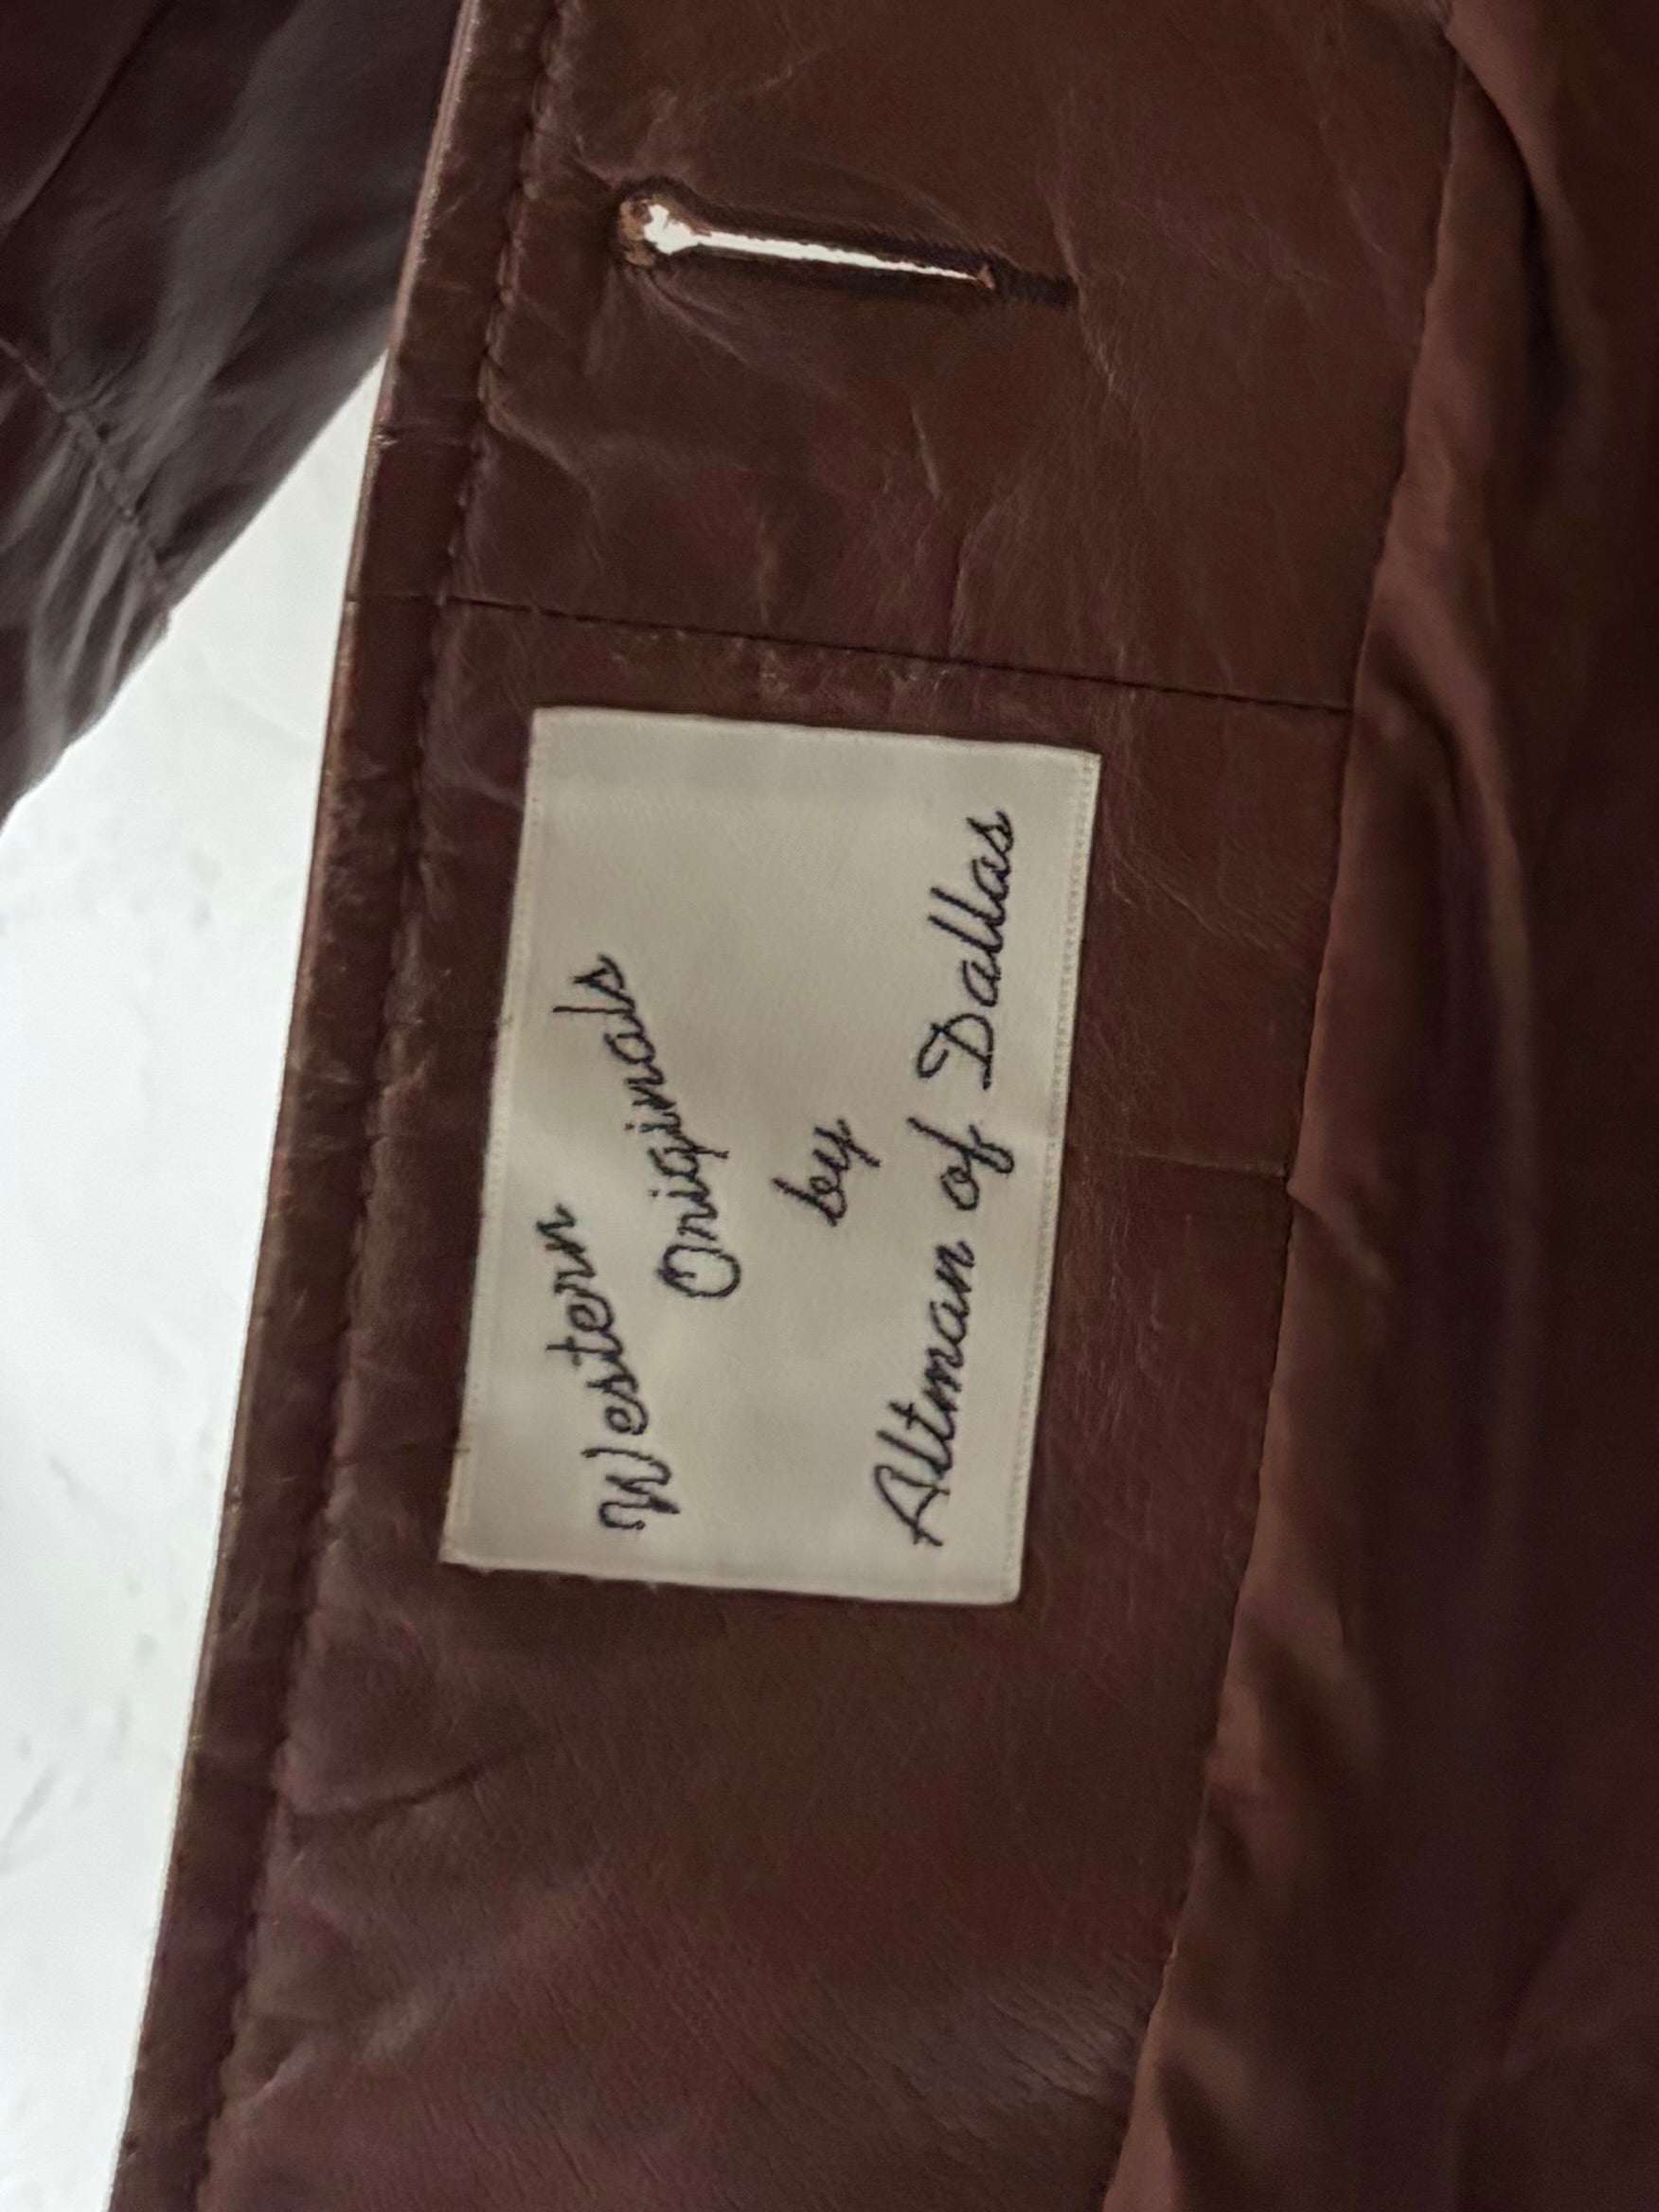 Western
Originals
by
Altman of Dallas